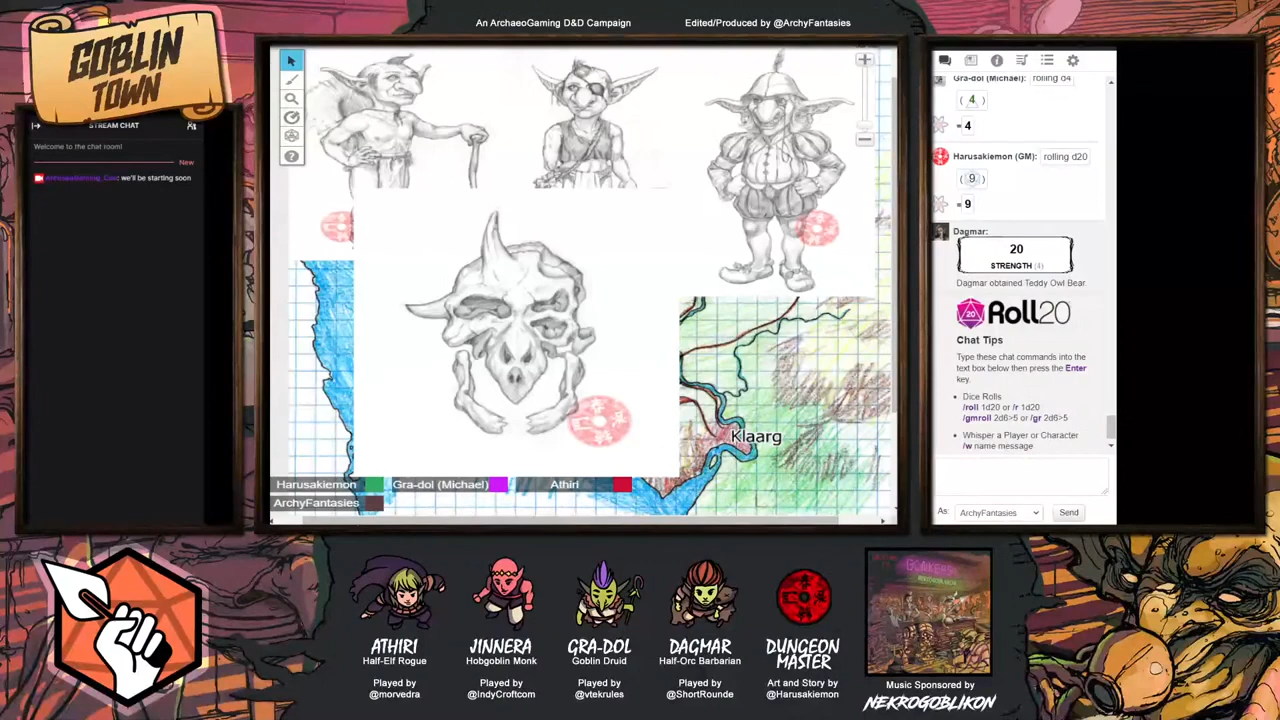 An ArchaeoGaming D&D Campaign
Edited/Produced by @ArchyFantasies
GOBLIN
TOWN
STREAM CHAT
Welcome to the chat room!
New
we'll be starting soon
Gra-dol (Michael): rolling d4
( 4 )
= 4
Harusakiemon (GM): rolling d20
( 9 )
= 9
Dagmar:
20
STRENGTH (4)
Dagmar obtained Teddy Owl Bear
20 Roll20
Chat Tips
Type these chat commands into the
text box below then press the Enter
key.
• Dice Rolls
/roll 1d20 or /r 1d20
/gmroll 2d6>5 or /gr 2d6>5
• Whisper a Player or Character
/w name message
As: ArchyFantasies Send
Klaarg
Harusakiemon Gra-dol (Michael) Athiri
ArchyFantasies
ATHIRI
Half-Elf Rogue
Played by
@morvedra
JINNERA
Hobgoblin Monk
Played by
@IndyCroftcom
GRA-DOL
Goblin Druid
Played by
@vtekrules
DAGMAR
Half-Orc Barbarian
Played by
@ShortRounde
DUNGEON
MASTER
Art and Story by
@Harusakiemon
Music Sponsored by
NEKROGOBLIKON